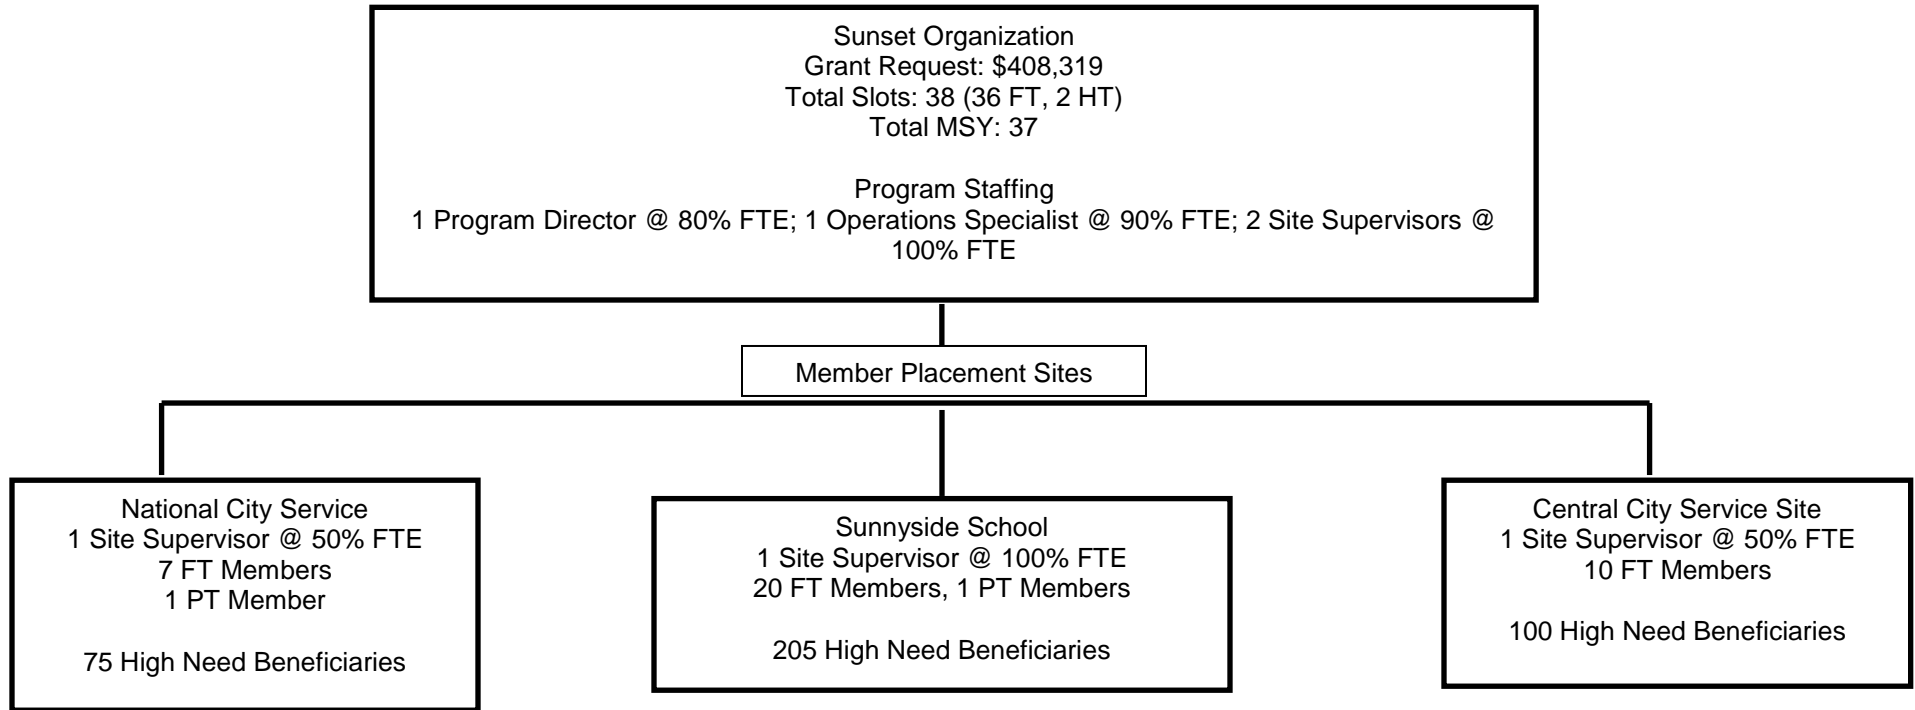 Sunset Organization
Grant Request: $408,319
Total Slots: 38 (36 FT, 2 HT)
Total MSY: 37
Program Staffing
1 Program Director @ 80% FTE; 1 Operations Specialist @ 90% FTE; 2 Site Supervisors @
100% FTE
Member Placement Sites
National City Service
1 Site Supervisor @ 50% FTE
7 FT Members
1 PT Member
75 High Need Beneficiaries
Sunnyside School
1 Site Supervisor @ 100% FTE
20 FT Members, 1 PT Members
205 High Need Beneficiaries
Central City Service Site
1 Site Supervisor @ 50% FTE
10 FT Members
100 High Need Beneficiaries